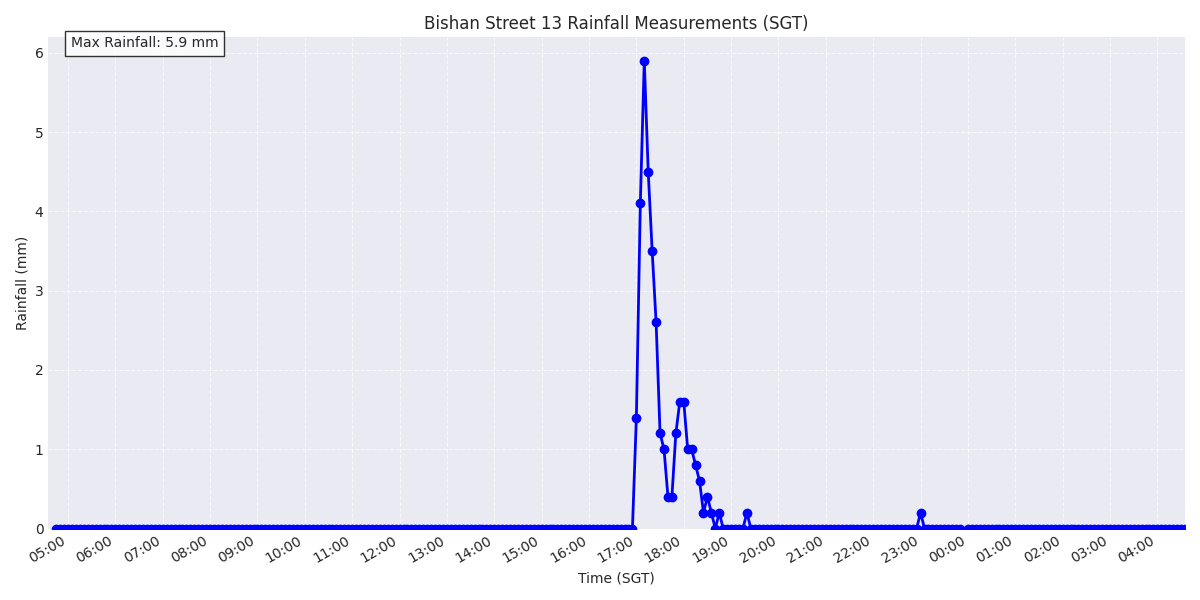 Bishan Street 13 Rainfall Measurements (SGT)
Max Rainfall: 5.9 mm
6
5
4
3
2
1
0
Rainfall (mm)
05:00 06:00 07:00 08:00 09:00 10:00 11:00 12:00 13:00 14:00 15:00 16:00 17:00 18:00 19:00 20:00 21:00 22:00 23:00 00:00 01:00 02:00 03:00 04:00
Time (SGT)